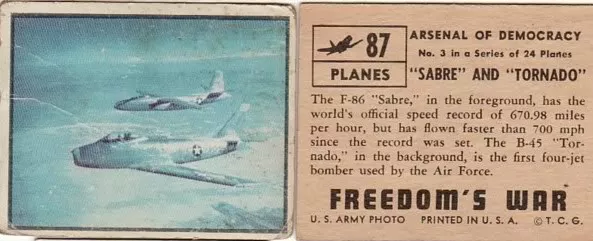 87
PLANES
ARSENAL OF DEMOCRACY
No. 3 in a Series of 24 Planes
"SABRE" AND "TORNADO"
The F-86 "Sabre," in the foreground, has the
world's official speed record of 670.98 miles
per hour, but has flown faster than 700 mph
since the record was set. The B-45 "Tor-
nado," in the background, is the first four-jet
bomber used by the Air Force.
FREEDOM'S WAR
U. S. ARMY PHOTO PRINTED IN U. S. A. © T. C. G.